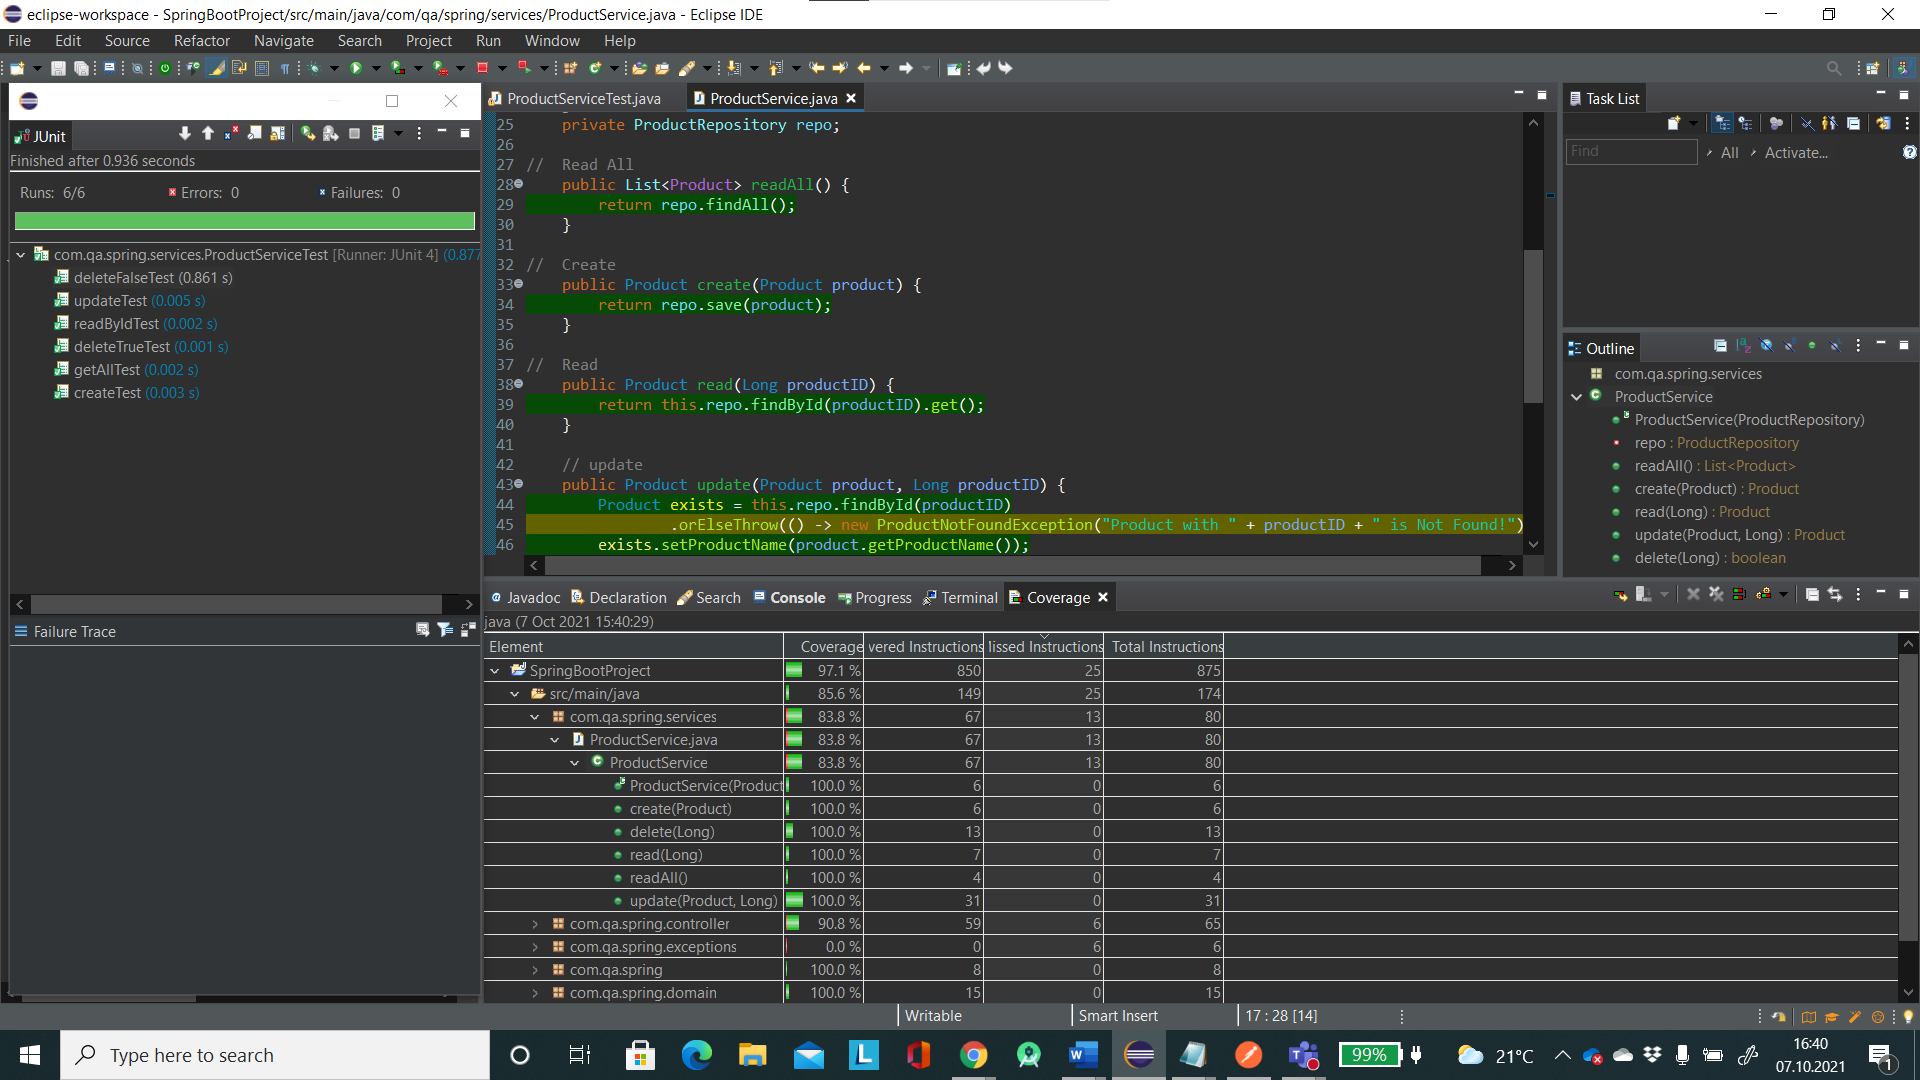 eclipse-workspace - SpringBootProject/src/main/java/com/qa/spring/services/ProductService.java - Eclipse IDE
File Edit Source Refactor Navigate Search Project Run Window Help
JUnit
Finished after 0.936 seconds
Runs: 6/6 Errors: 0 Failures: 0
com.qa.spring.services.ProductServiceTest [Runner: JUnit 4] (0.877
deleteFalseTest (0.861 s)
updateTest (0.005 s)
readByIdTest (0.002 s)
deleteTrueTest (0.001 s)
getAllTest (0.002 s)
createTest (0.003 s)
Failure Trace
ProductServiceTest.java ProductService.java
25 private ProductRepository repo;
26
27 // Read All
28 public List<Product> readAll() {
29 return repo.findAll();
30 }
31
32 // Create
33 public Product create(Product product) {
34 return repo.save(product);
35 }
36
37 // Read
38 public Product read(Long productID) {
39 return this.repo.findById(productID).get();
40 }
41
42 // update
43 public Product update(Product product, Long productID) {
44 Product exists = this.repo.findById(productID)
45 .orElseThrow(() -> new ProductNotFoundException("Product with " + productID + " is Not Found!")
46 exists.setProductName(product.getProductName());
Task List
Find All Activate...
Outline
com.qa.spring.services
ProductService
ProductService(ProductRepository)
repo : ProductRepository
readAll() : List<Product>
create(Product) : Product
read(Long) : Product
update(Product, Long) : Product
delete(Long) : boolean
Javadoc Declaration Search Console Progress Terminal Coverage
java (7 Oct 2021 15:40:29)
Element Coverage vered Instructions lissed Instructions Total Instructions
SpringBootProject 97.1 % 850 25 875
src/main/java 85.6 % 149 25 174
com.qa.spring.services 83.8 % 67 13 80
ProductService.java 83.8 % 67 13 80
ProductService 83.8 % 67 13 80
ProductService(Product 100.0 % 6 0 6
create(Product) 100.0 % 6 0 6
delete(Long) 100.0 % 13 0 13
read(Long) 100.0 % 7 0 7
readAll() 100.0 % 4 0 4
update(Product, Long) 100.0 % 31 0 31
com.qa.spring.controller 90.8 % 59 6 65
com.qa.spring.exceptions 0.0 % 0 6 6
com.qa.spring 100.0 % 8 0 8
com.qa.spring.domain 100.0 % 15 0 15
Writable Smart Insert 17 : 28 [14]
Type here to search
99% 21°C 16:40
07.10.2021
1